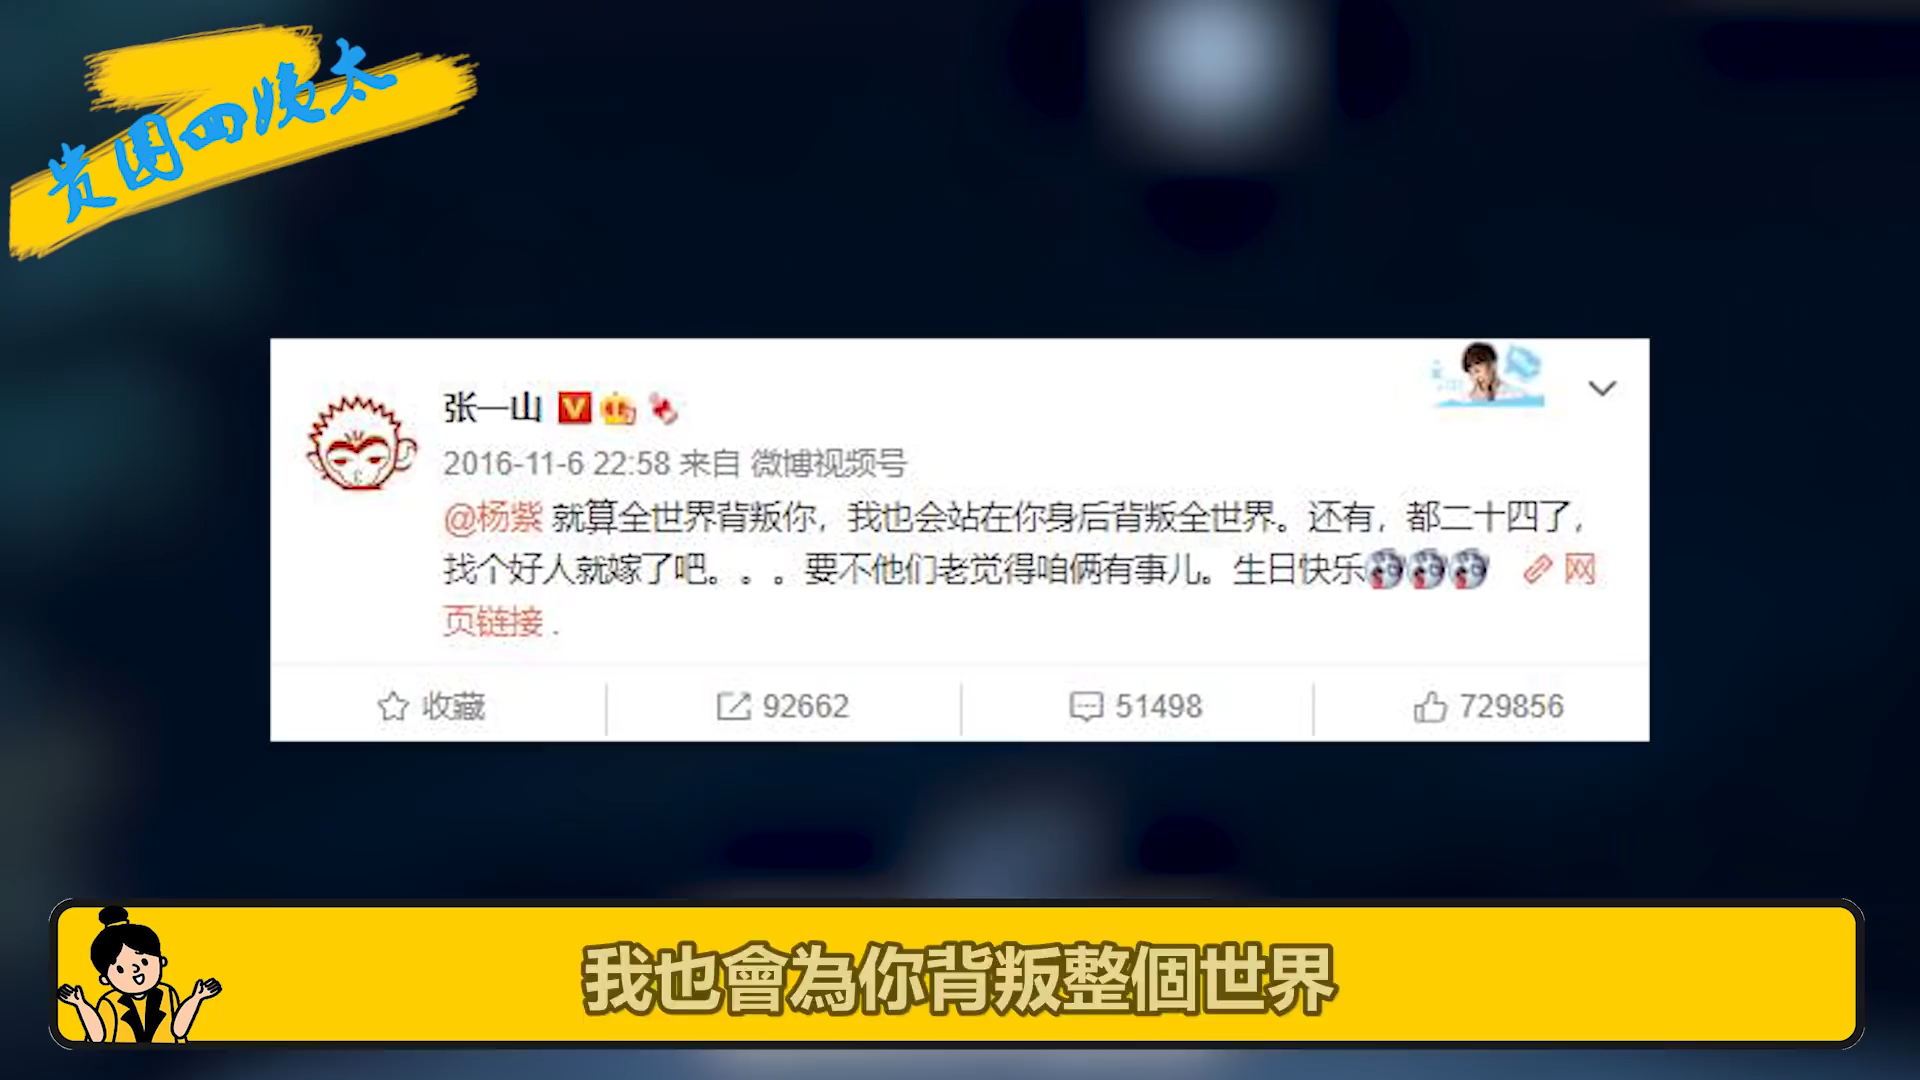 贵圈四姨太
张一山
2016-11-6 22:58 来自 微博视频号
@杨紫 就算全世界背叛你，我也会站在你身后背叛全世界。还有，都二十四了，
找个好人就嫁了吧。。。要不他们老觉得咱俩有事儿。生日快乐 网
页链接 .
收藏 92662 51498 729856
我也會為你背叛整個世界